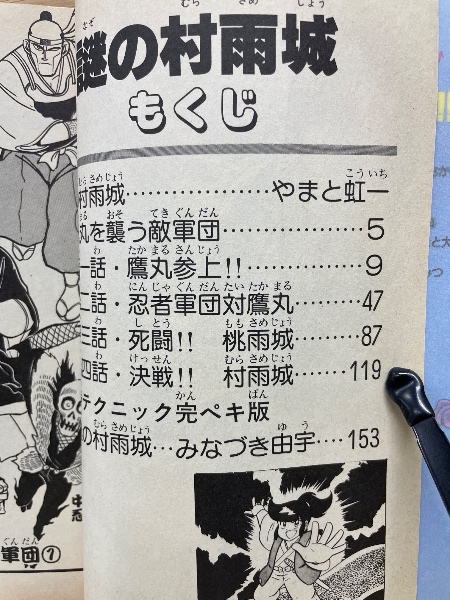 謎の村雨城
もくじ
村雨城……………やまと虹一
丸を襲う敵軍団……………5
話・鷹丸参上!!……………9
話・忍者軍団対鷹丸……47
三話・死闘!! 桃雨城……87
四話・決戦!! 村雨城……119
テクニック完ペキ版
の村雨城…みなづき由宇……153
軍団①